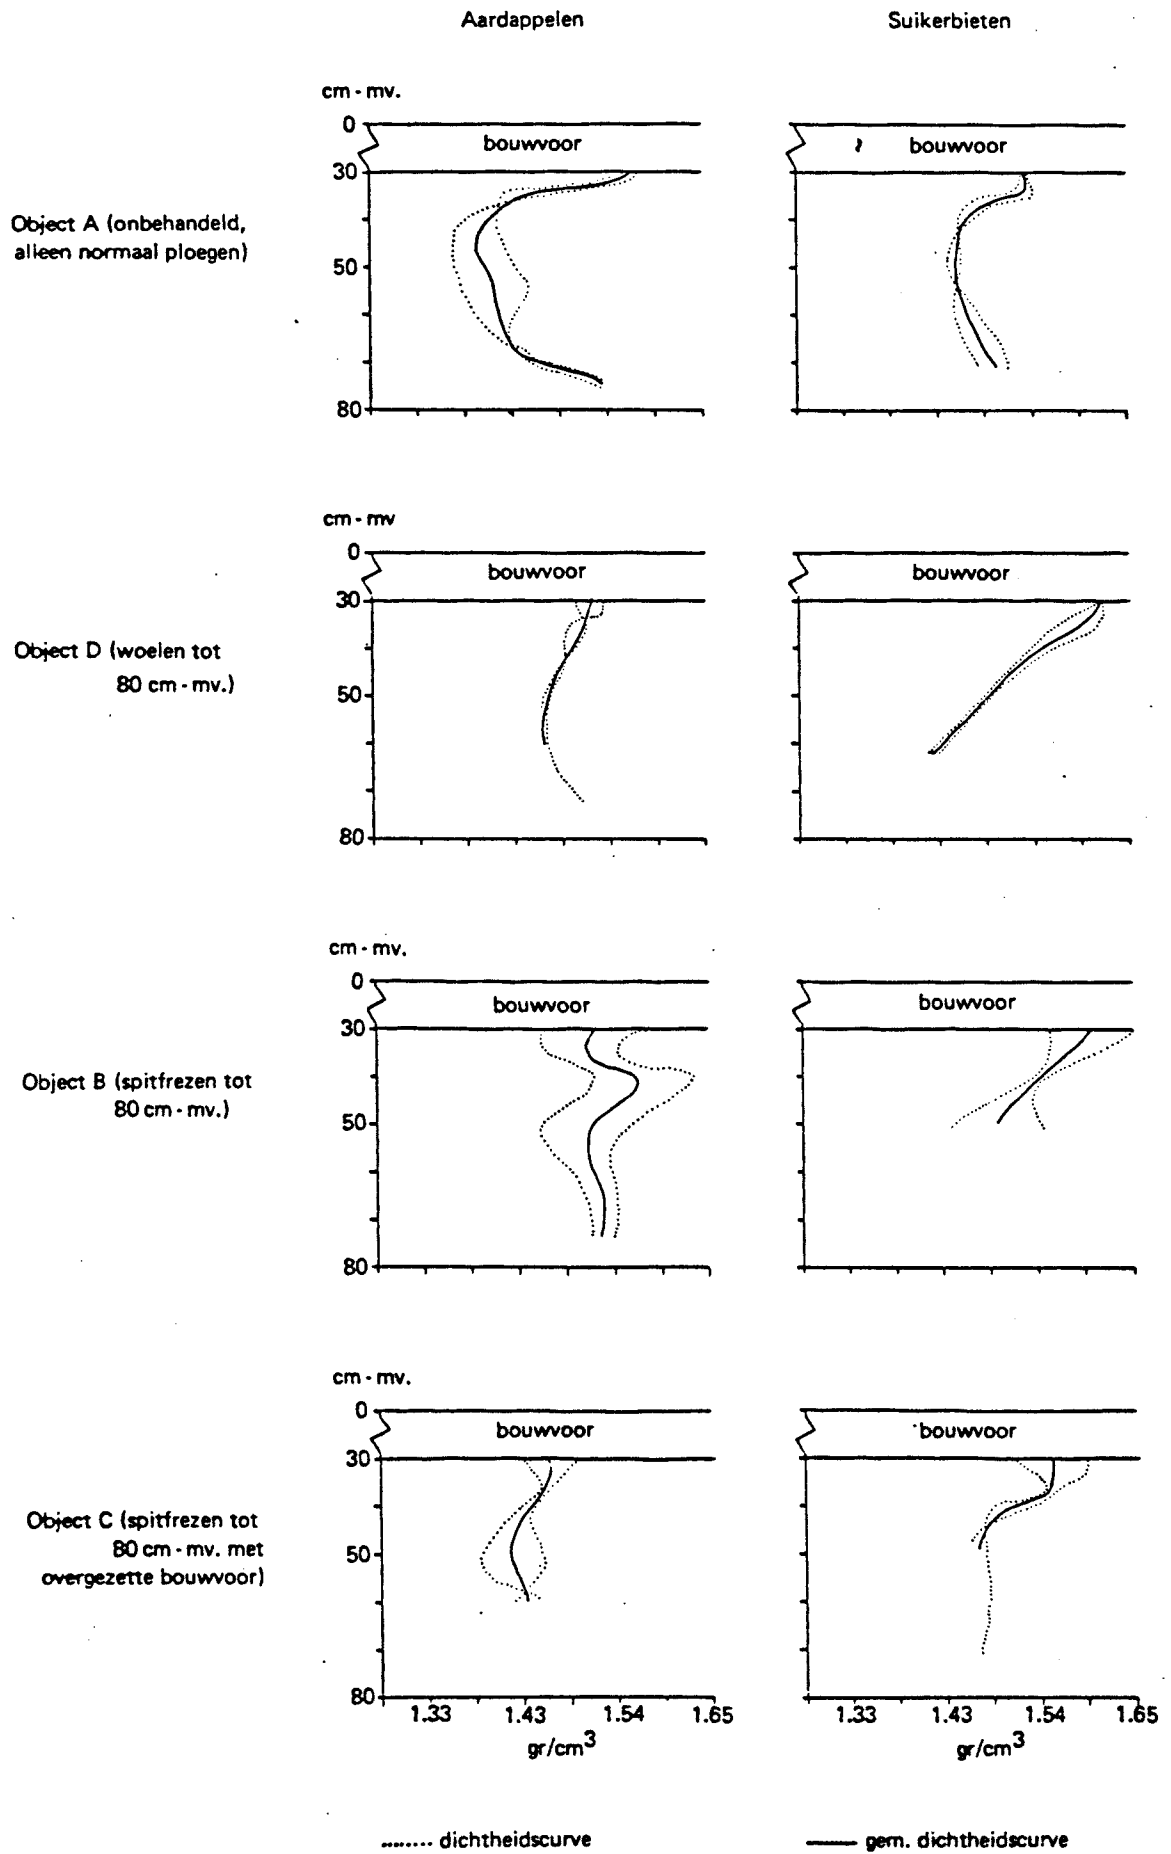 Aardappelen
Suikerbieten
cm - mv.
0
bouwvoor
bouwvoor
30
Object A (onbehandeld,
alleen normaal ploegen)
50
80
cm - mv
0
bouwvoor
bouwvoor
30
Object D (woelen tot
80 cm - mv.)
50
80
cm - mv.
0
bouwvoor
bouwvoor
30
Object B (spitfrezen tot
80 cm - mv.)
50
80
cm - mv.
0
bouwvoor
bouwvoor
30
Object C (spitfrezen tot
80 cm - mv. met
overgezette bouwvoor)
50
80
1.33 1.43 1.54 1.65
1.33 1.43 1.54 1.65
gr/cm³
gr/cm³
........ dichtheidscurve
—— gem. dichtheidscurve